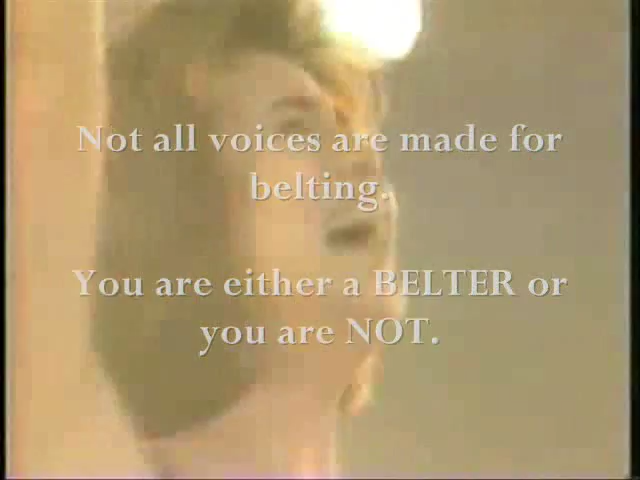 Not all voices are made for
belting.
You are either a BELTER or
you are NOT.